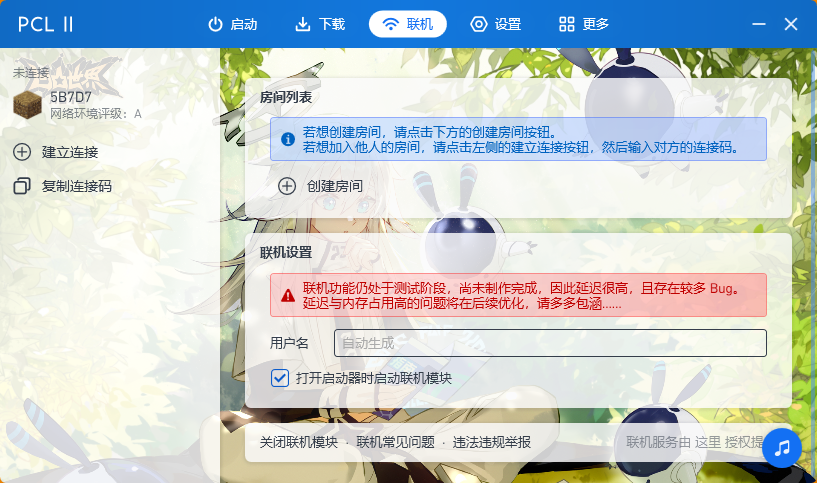 PCL II
启动
下载
联机
设置
更多
未连接
5B7D7
网络环境评级：A
建立连接
复制连接码
房间列表
若想创建房间，请点击下方的创建房间按钮。
若想加入他人的房间，请点击左侧的建立连接按钮，然后输入对方的连接码。
创建房间
联机设置
联机功能仍处于测试阶段，尚未制作完成，因此延迟很高，且存在较多 Bug。
延迟与内存占用高的问题将在后续优化，请多多包涵……
用户名
自动生成
打开启动器时启动联机模块
关闭联机模块 · 联机常见问题 · 违法违规举报
联机服务由 这里 授权提